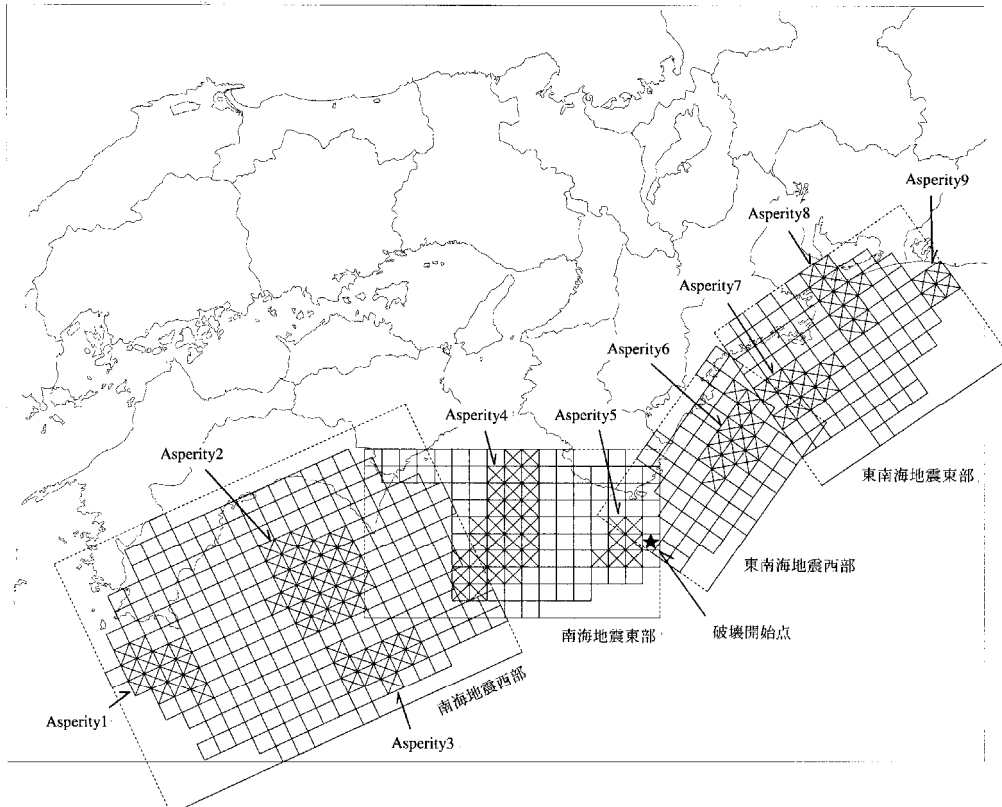 Asperity9
Asperity8
Asperity7
Asperity6
Asperity4
Asperity5
Asperity2
東南海地震東部
東南海地震西部
南海地震東部
破壊開始点
南海地震西部
Asperity1
Asperity3